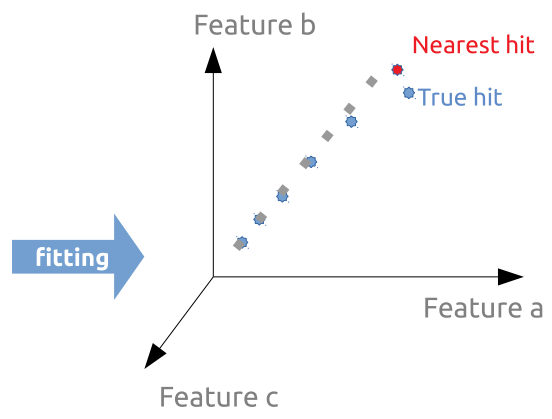 Feature b
Nearest hit
True hit
fitting
Feature a
Feature c